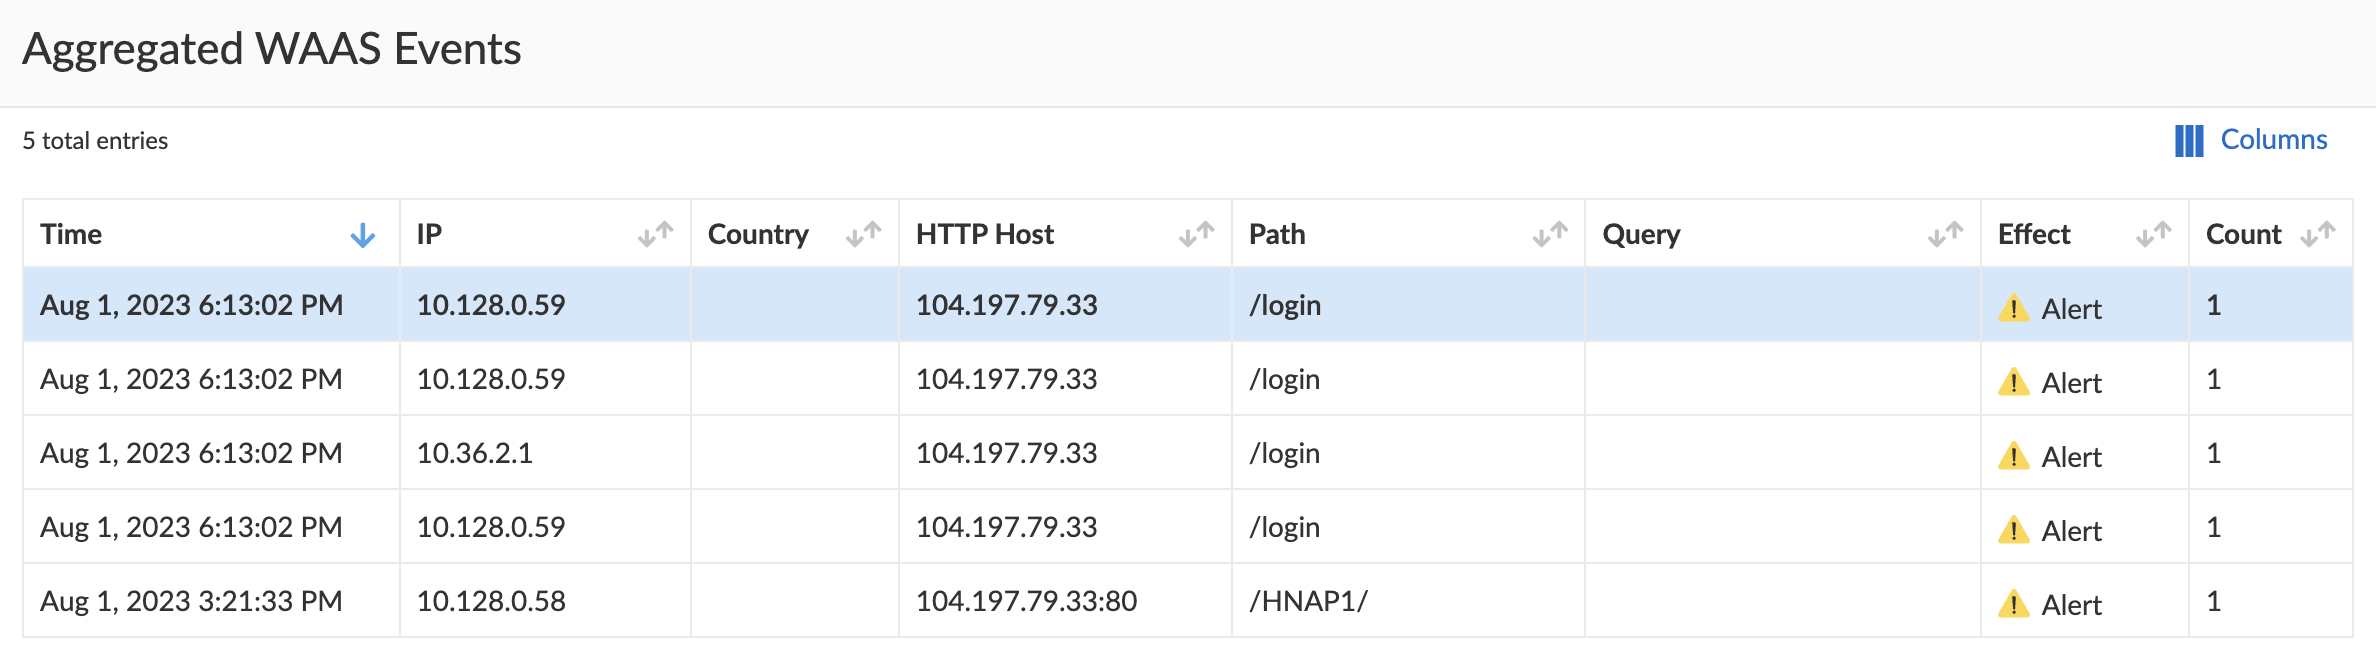 Aggregated WAAS Events
5 total entries
Columns
Time IP Country HTTP Host Path Query Effect Count
Aug 1, 2023 6:13:02 PM 10.128.0.59 104.197.79.33 /login Alert 1
Aug 1, 2023 6:13:02 PM 10.128.0.59 104.197.79.33 /login Alert 1
Aug 1, 2023 6:13:02 PM 10.36.2.1 104.197.79.33 /login Alert 1
Aug 1, 2023 6:13:02 PM 10.128.0.59 104.197.79.33 /login Alert 1
Aug 1, 2023 3:21:33 PM 10.128.0.58 104.197.79.33:80 /HNAP1/ Alert 1